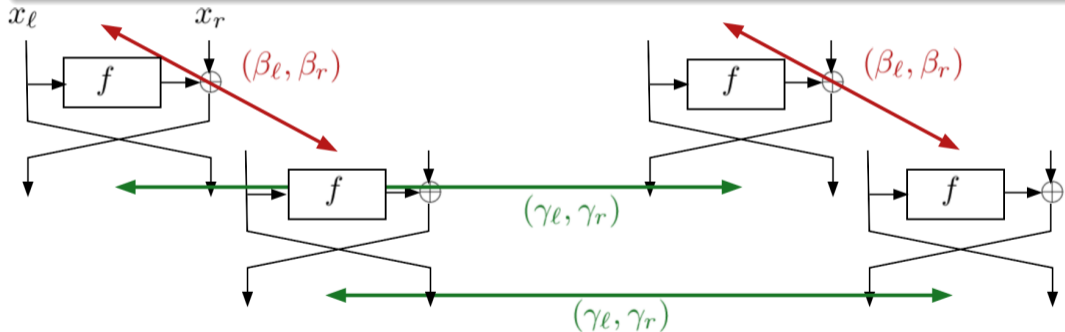 x_ℓ x_r
f (β_ℓ, β_r) f (β_ℓ, β_r)
f f
(γ_ℓ, γ_r)
(γ_ℓ, γ_r)